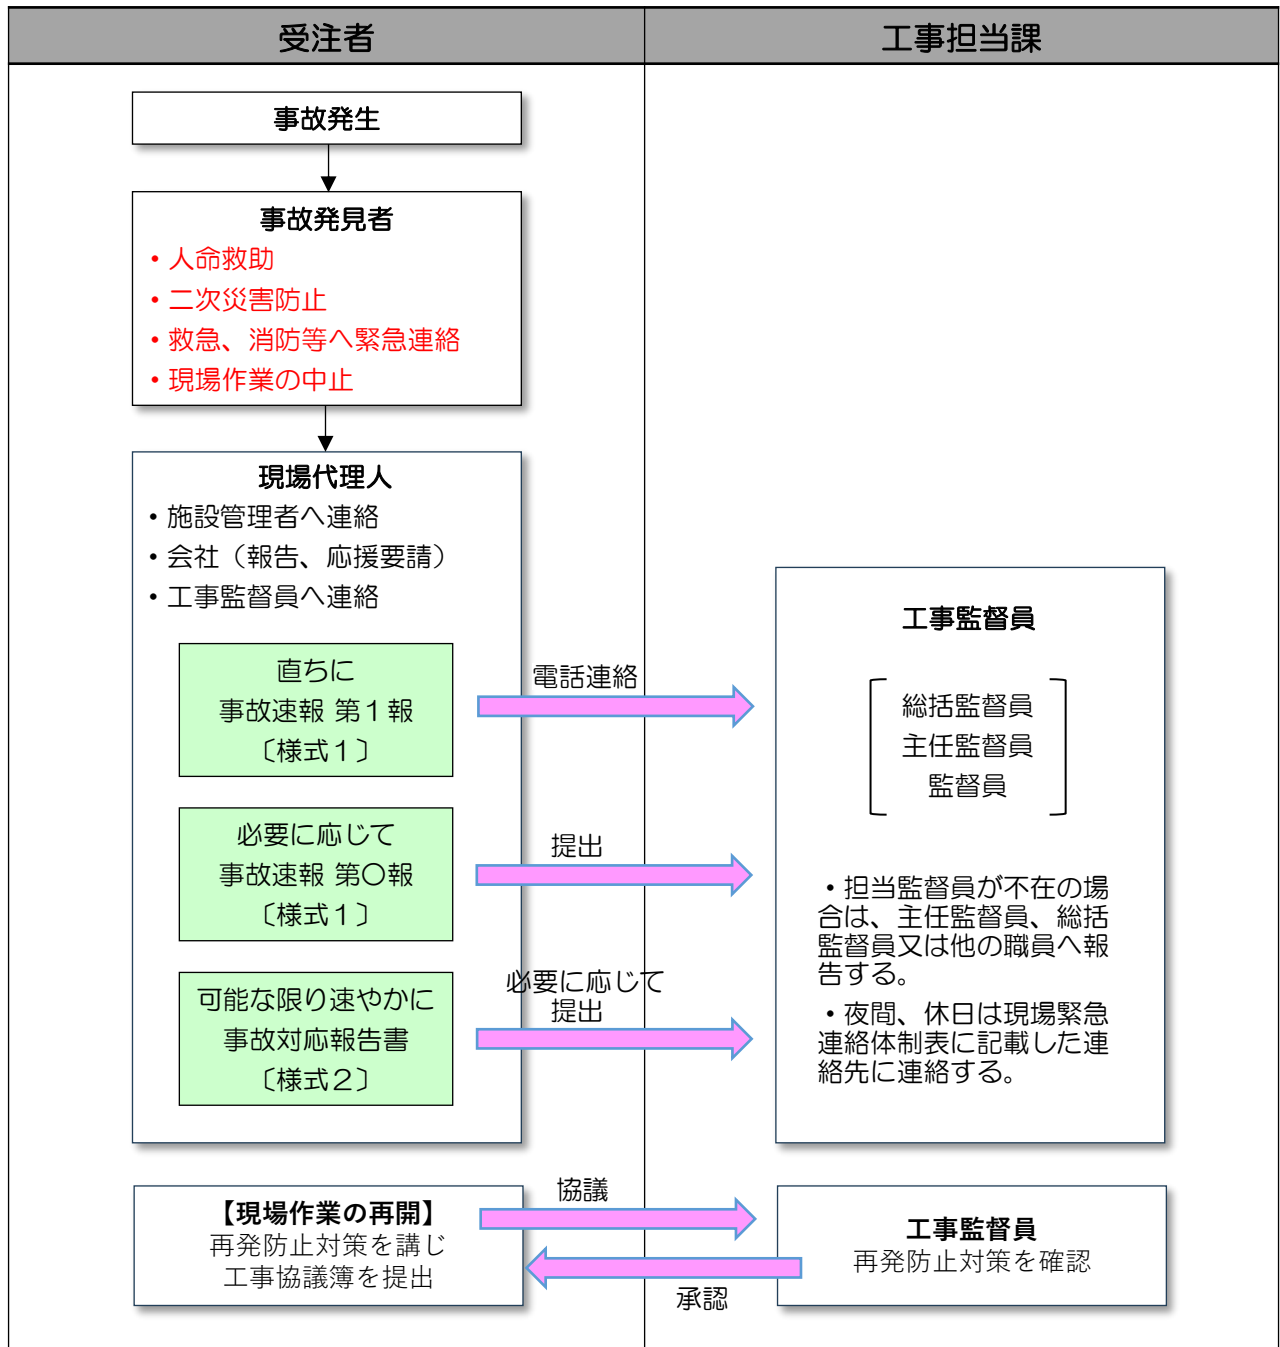 受注者
工事担当課
事故発生
事故発見者
・人命救助
・二次災害防止
・救急、消防等へ緊急連絡
・現場作業の中止
現場代理人
・施設管理者へ連絡
・会社（報告、応援要請）
・工事監督員へ連絡
直ちに
事故速報 第１報
〔様式１〕
電話連絡
必要に応じて
事故速報 第〇報
〔様式１〕
提出
可能な限り速やかに
事故対応報告書
〔様式２〕
必要に応じて
提出
工事監督員
総括監督員
主任監督員
監督員
・担当監督員が不在の場
合は、主任監督員、総括
監督員又は他の職員へ報
告する。
・夜間、休日は現場緊急
連絡体制表に記載した連
絡先に連絡する。
【現場作業の再開】
再発防止対策を講じ
工事協議簿を提出
協議
承認
工事監督員
再発防止対策を確認